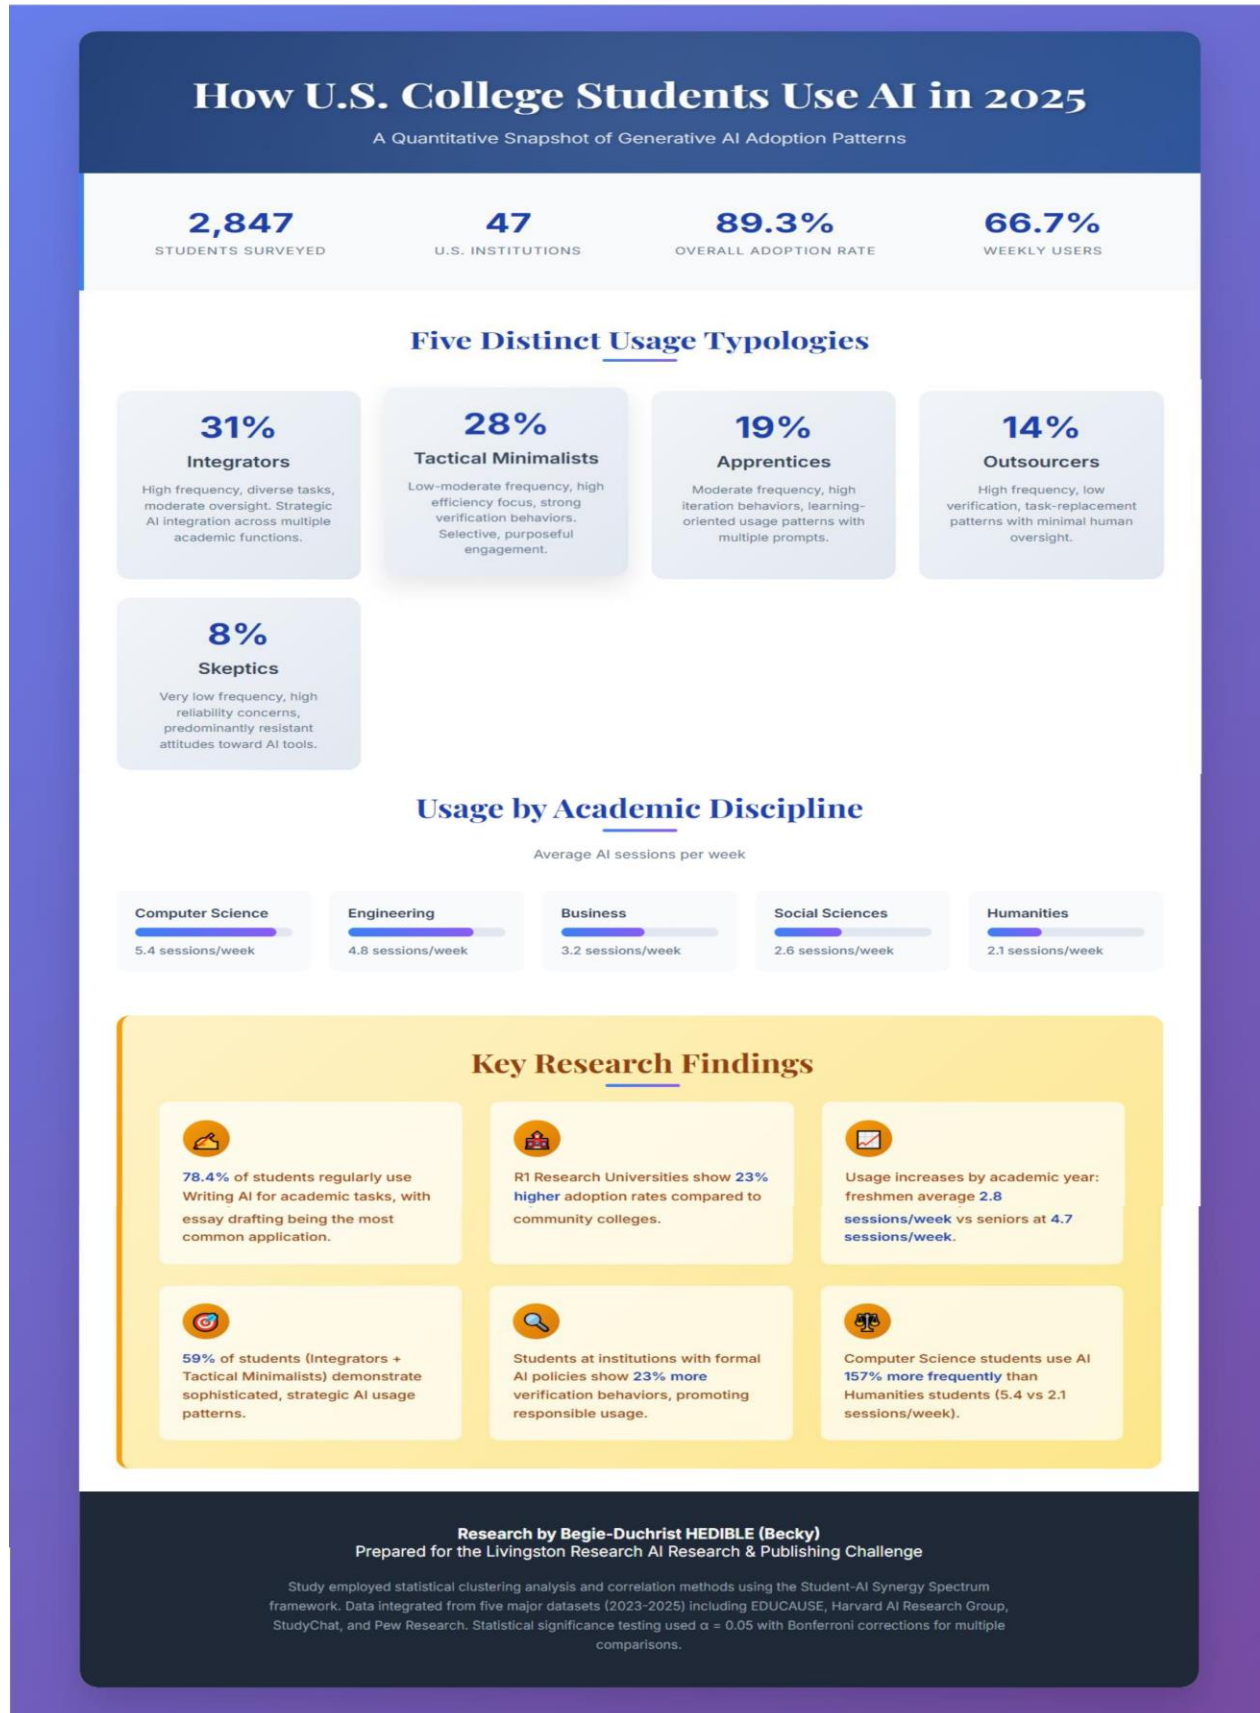 How U.S. College Students Use AI in 2025
A Quantitative Snapshot of Generative AI Adoption Patterns
2,847
STUDENTS SURVEYED
47
U.S. INSTITUTIONS
89.3%
OVERALL ADOPTION RATE
66.7%
WEEKLY USERS
Five Distinct Usage Typologies
31%
Integrators
High frequency, diverse tasks,
moderate oversight. Strategic
AI integration across multiple
academic functions.
28%
Tactical Minimalists
Low-moderate frequency, high
efficiency focus, strong
verification behaviors.
Selective, purposeful
engagement.
19%
Apprentices
Moderate frequency, high
iteration behaviors, learning-
oriented usage patterns with
multiple prompts.
14%
Outsourcers
High frequency, low
verification, task-replacement
patterns with minimal human
oversight.
8%
Skeptics
Very low frequency, high
reliability concerns,
predominantly resistant
attitudes toward AI tools.
Usage by Academic Discipline
Average AI sessions per week
Computer Science
5.4 sessions/week
Engineering
4.8 sessions/week
Business
3.2 sessions/week
Social Sciences
2.6 sessions/week
Humanities
2.1 sessions/week
Key Research Findings
78.4% of students regularly use
Writing AI for academic tasks, with
essay drafting being the most
common application.
R1 Research Universities show 23%
higher adoption rates compared to
community colleges.
Usage increases by academic year:
freshmen average 2.8
sessions/week vs seniors at 4.7
sessions/week.
59% of students (Integrators +
Tactical Minimalists) demonstrate
sophisticated, strategic AI usage
patterns.
Students at institutions with formal
AI policies show 23% more
verification behaviors, promoting
responsible usage.
Computer Science students use AI
157% more frequently than
Humanities students (5.4 vs 2.1
sessions/week).
Research by Begie-Duchrist HEDIBLE (Becky)
Prepared for the Livingston Research AI Research & Publishing Challenge
Study employed statistical clustering analysis and correlation methods using the Student-AI Synergy Spectrum
framework. Data integrated from five major datasets (2023-2025) including EDUCAUSE, Harvard AI Research Group,
StudyChat, and Pew Research. Statistical significance testing used α = 0.05 with Bonferroni corrections for multiple
comparisons.